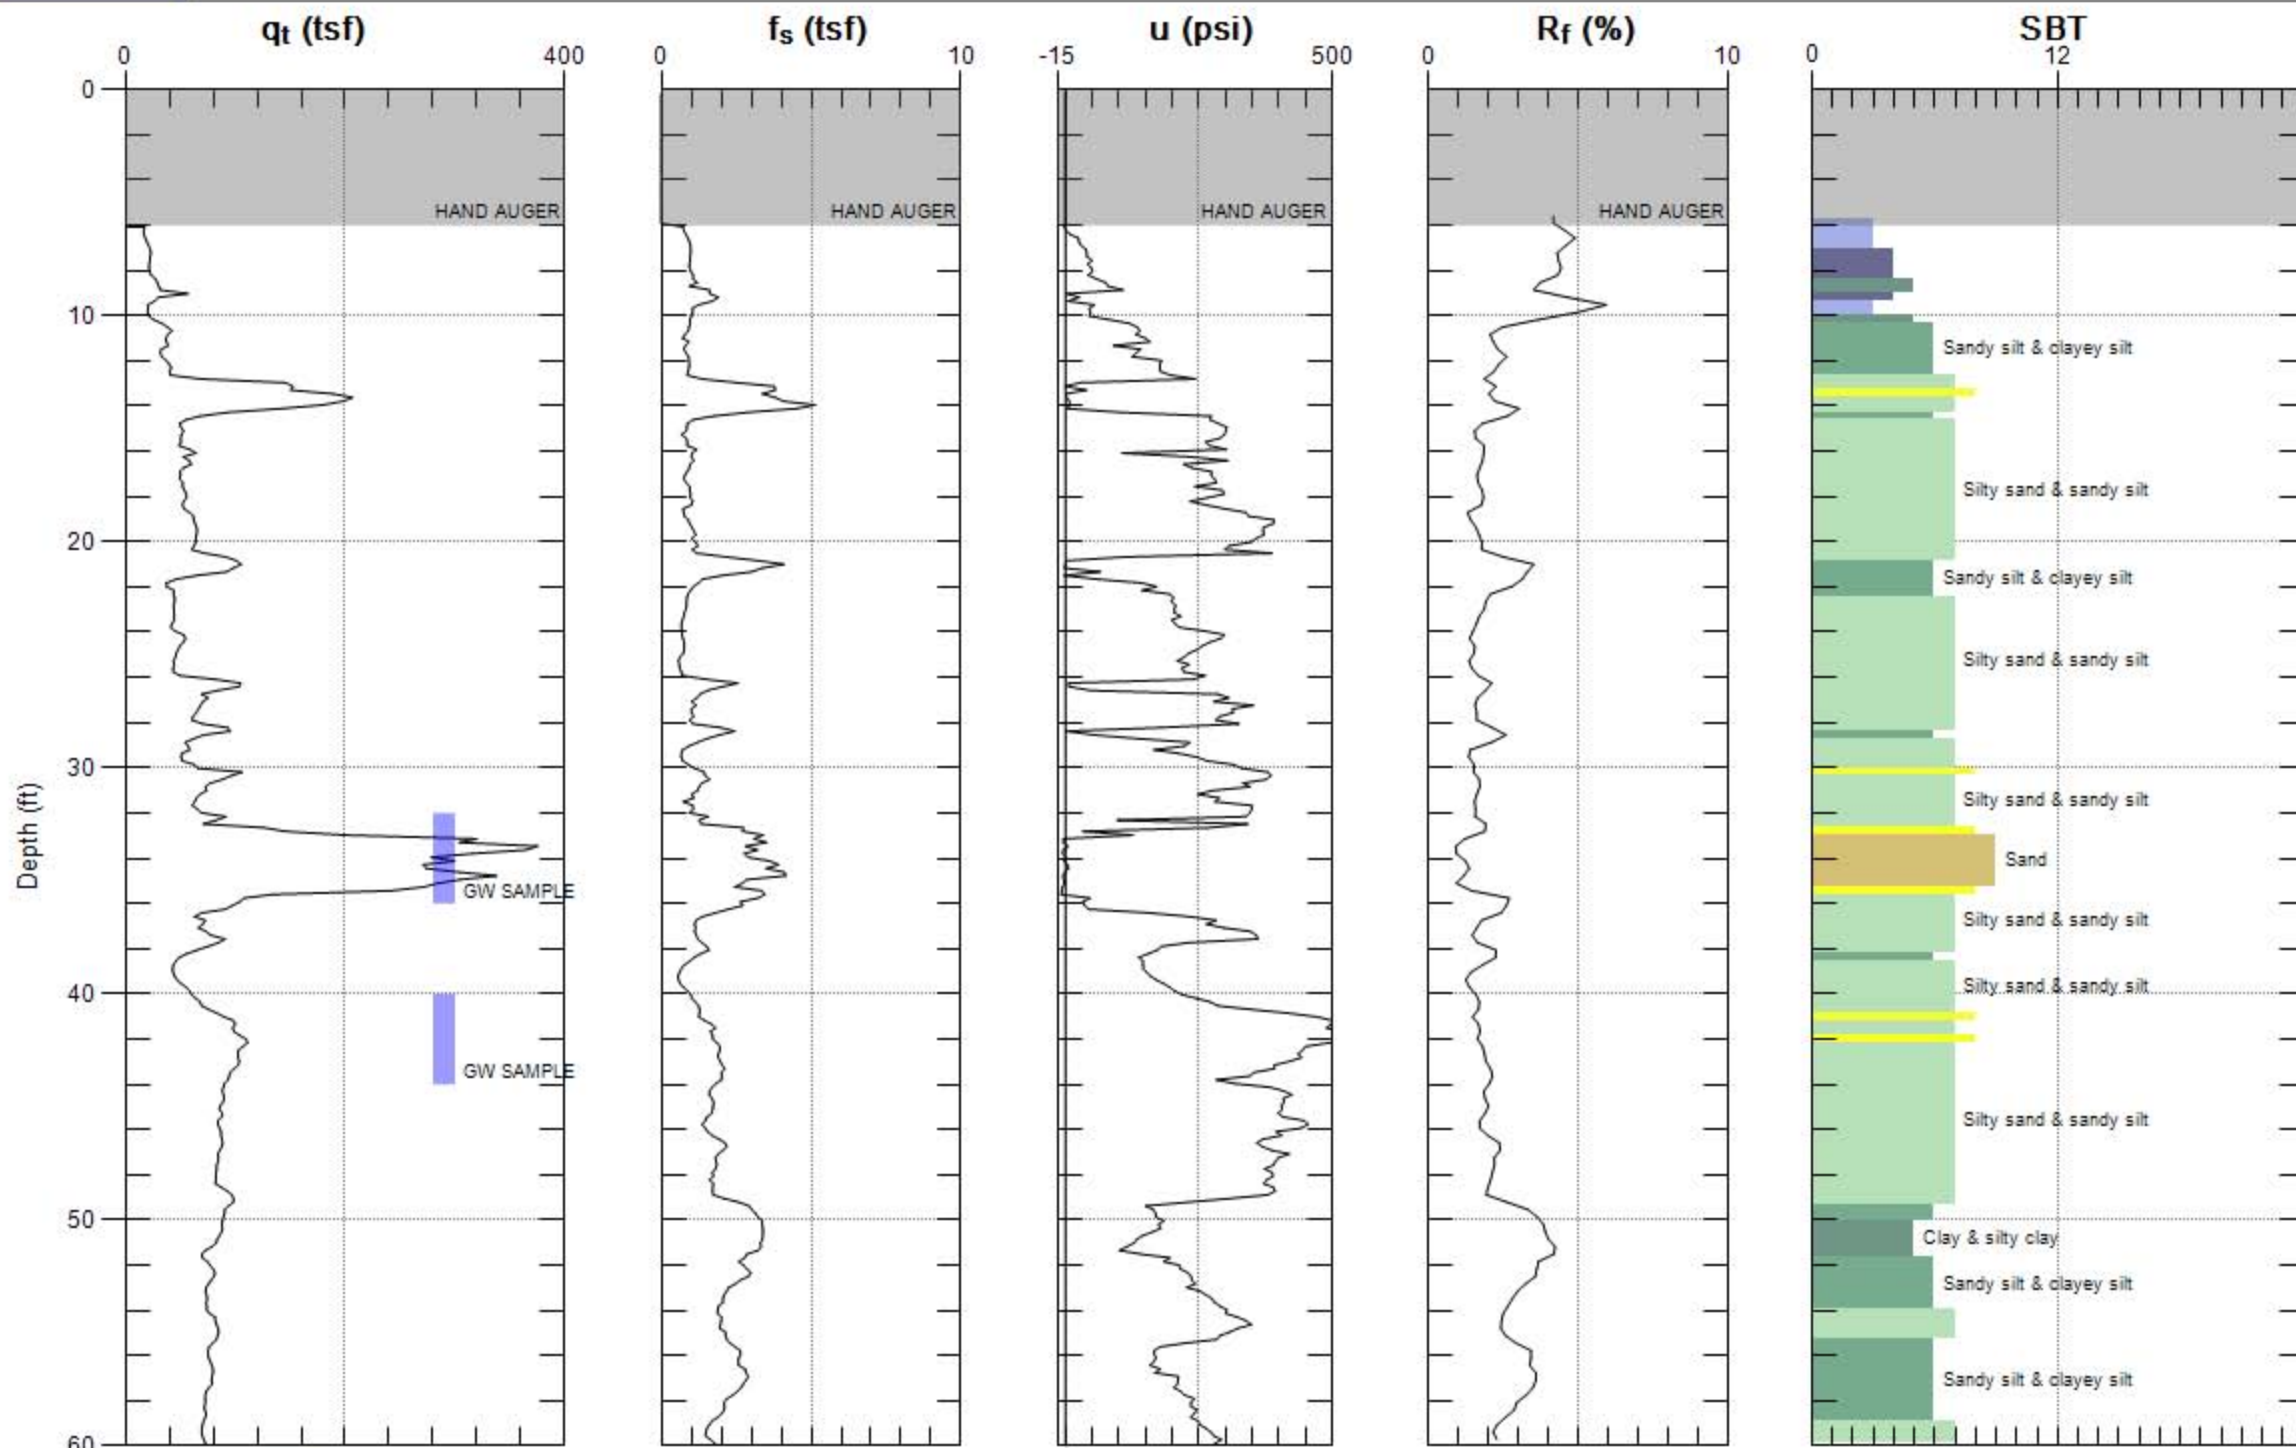 qt (tsf) fs (tsf) u (psi) Rf (%) SBT
0 400 0 10 -15 500 0 10 0 12
0
HAND AUGER HAND AUGER HAND AUGER HAND AUGER
10
Sandy silt & clayey silt
Silty sand & sandy silt
20
Sandy silt & clayey silt
Silty sand & sandy silt
30
Silty sand & sandy silt
Depth (ft)
Sand
GW SAMPLE
Silty sand & sandy silt
Silty sand & sandy silt
40
GW SAMPLE
Silty sand & sandy silt
50
Clay & silty clay
Sandy silt & clayey silt
Sandy silt & clayey silt
60